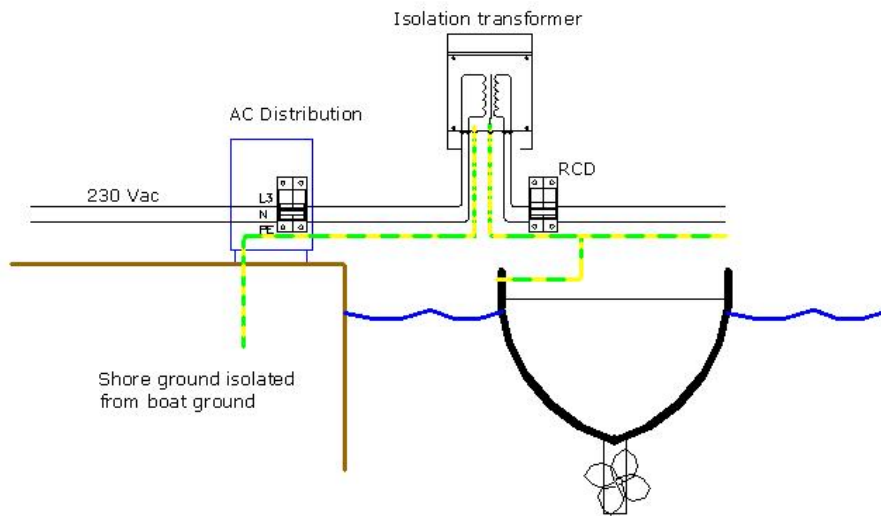 Isolation transformer
AC Distribution
RCD
230 Vac
L3
N
PE
Shore ground isolated
from boat ground